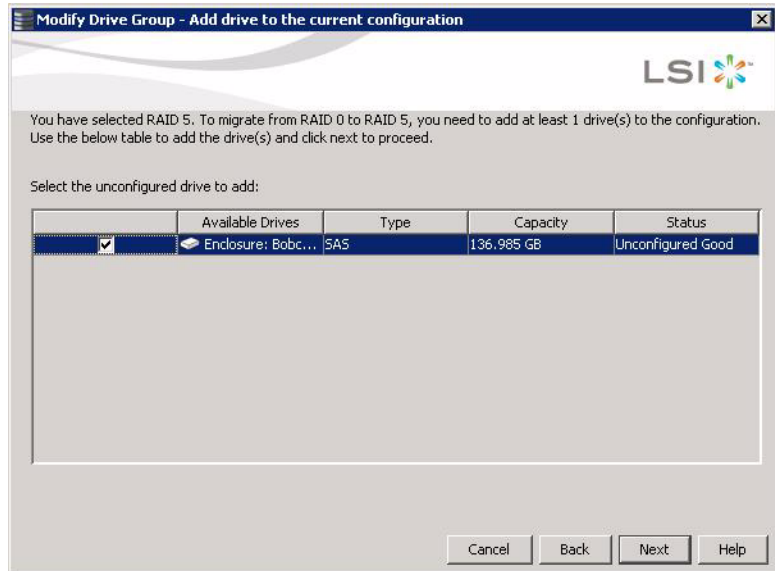 Modify Drive Group - Add drive to the current configuration
LSI
You have selected RAID 5. To migrate from RAID 0 to RAID 5, you need to add at least 1 drive(s) to the configuration.
Use the below table to add the drive(s) and click next to proceed.
Select the unconfigured drive to add:
Available Drives Type Capacity Status
Enclosure: Bobc... SAS 136.985 GB Unconfigured Good
Cancel Back Next Help